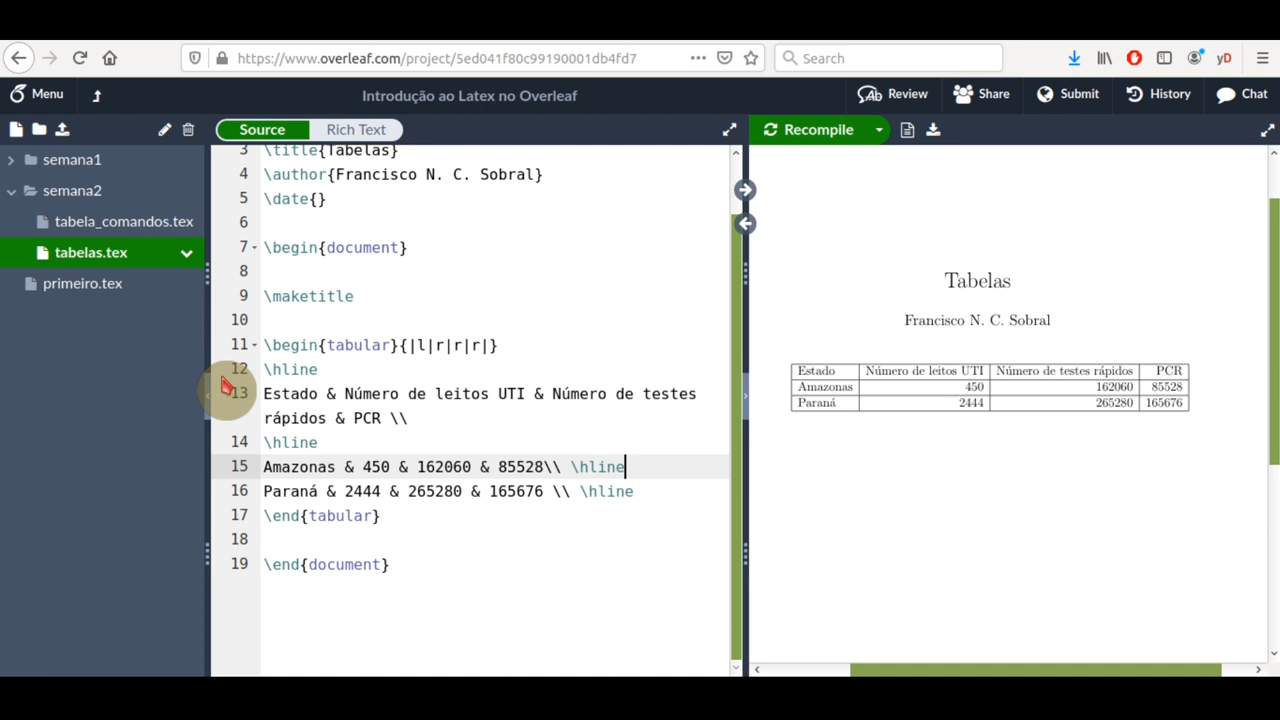 https://www.overleaf.com/project/5ed041f80c99190001db4fd7
Search
yD
Menu
Introdução ao Latex no Overleaf
Review
Share
Submit
History
Chat
Source
Rich Text
Recompile
semana1
semana2
tabela_comandos.tex
tabelas.tex
primeiro.tex
3 \title{Tabelas}
4 \author{Francisco N. C. Sobral}
5 \date{}
6
7 \begin{document}
8
9 \maketitle
10
11 \begin{tabular}{|l|r|r|r|}
12 \hline
13 Estado & Número de leitos UTI & Número de testes
rápidos & PCR \\
14 \hline
15 Amazonas & 450 & 162060 & 85528\\ \hline
16 Paraná & 2444 & 265280 & 165676 \\ \hline
17 \end{tabular}
18
19 \end{document}
Tabelas
Francisco N. C. Sobral
Estado Número de leitos UTI Número de testes rápidos PCR
Amazonas 450 162060 85528
Paraná 2444 265280 165676